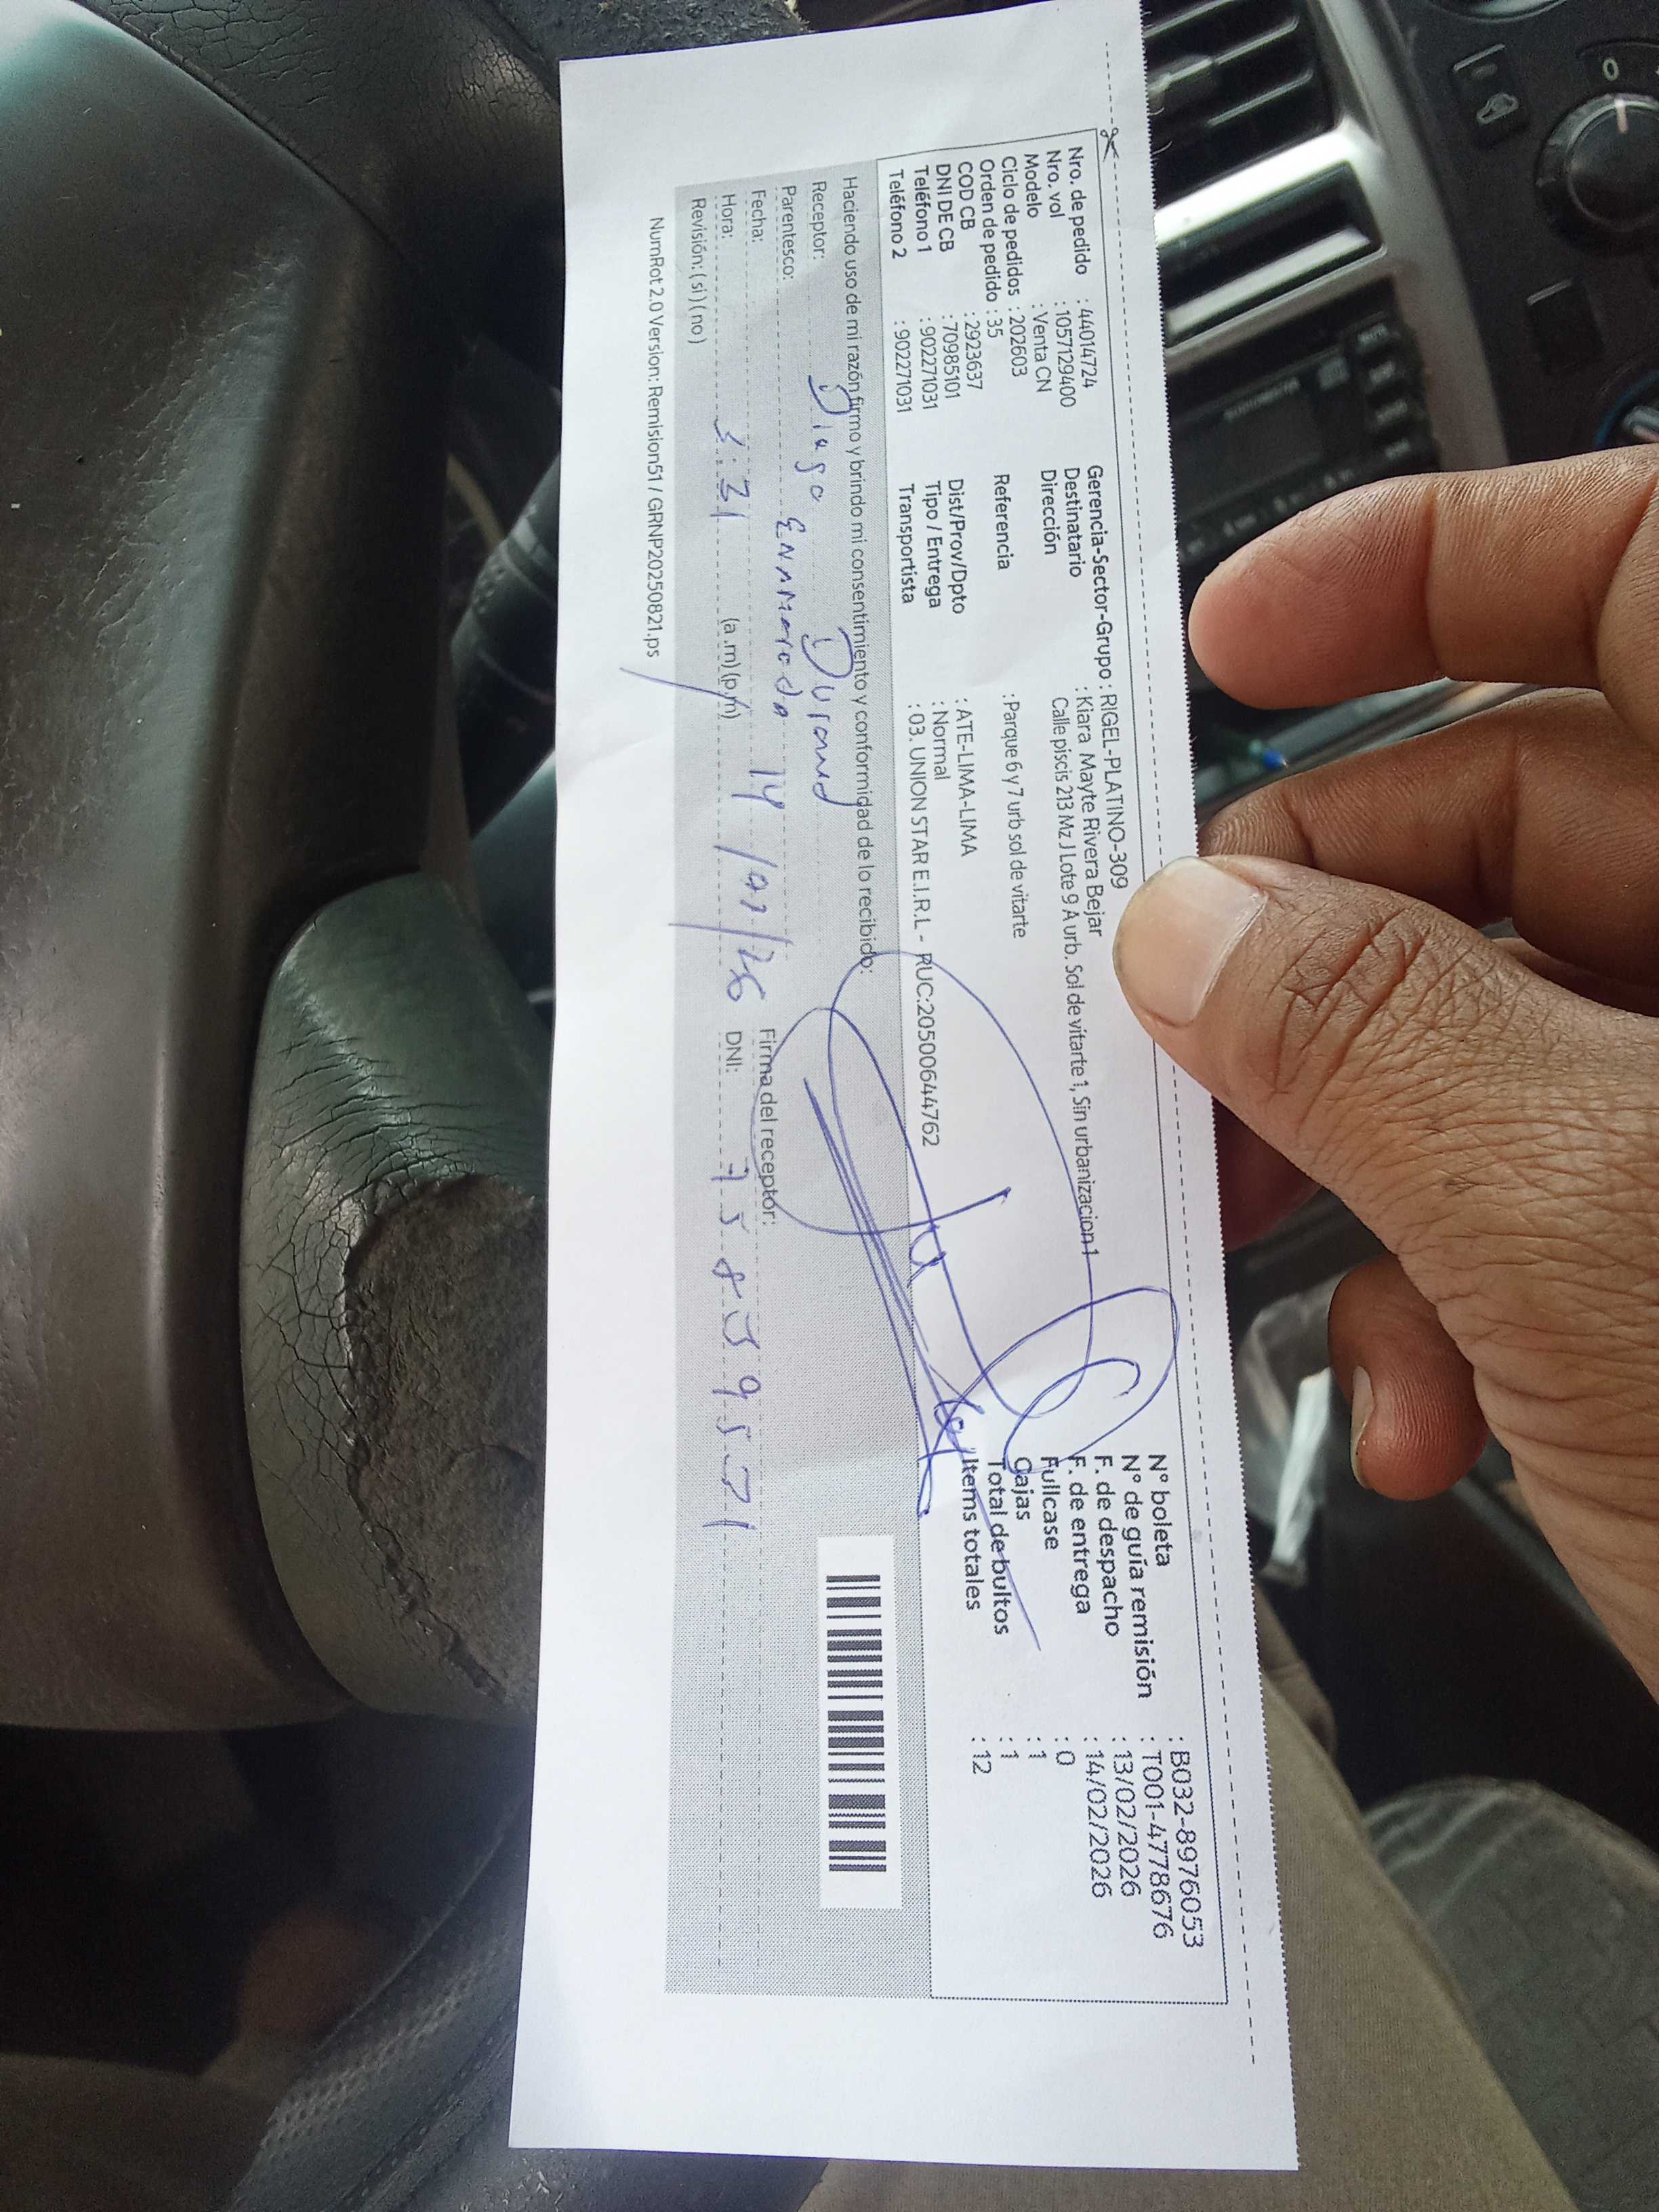 Nro. de pedido : 44014724
Nro. vol : 1057129400
Modelo : Venta CN
Ciclo de pedidos : 202603
Orden de pedido : 35
COD CB : 2923637
DNI DE CB : 70985101
Teléfono 1 : 902271031
Teléfono 2 : 902271031
Gerencia-Sector-Grupo : RIGEL-PLATINO-309
Destinatario : Kiara Mayte Rivera Bejar
Dirección Calle piscis 213 Mz J Lote 9 A urb. Sol de vitarte 1, Sin urbanizacion 1
Referencia : Parque 6 y 7 urb sol de vitarte
Dist/Prov/Dpto : ATE-LIMA-LIMA
Tipo / Entrega : Normal
Transportista : 03. UNION STAR E.I.R.L - RUC:20500644762
N° boleta : B032-8976053
N° de guía remisión : T001-4778676
F. de despacho : 13/02/2026
F. de entrega : 14/02/2026
Fullcase : 0
Cajas : 1
Total de bultos : 1
Items totales : 12
Haciendo uso de mi razón firmo y brindo mi consentimiento y conformidad de lo recibido:
Receptor: Diego Durand
Parentesco: Enamorado
Fecha: 14 /
Firma del receptor:
Hora: (a .m) (p.m)
DNI:
Revisión: ( si ) ( no )
NumRot 2.0 Version: Remision51 / GRNP20250821.ps